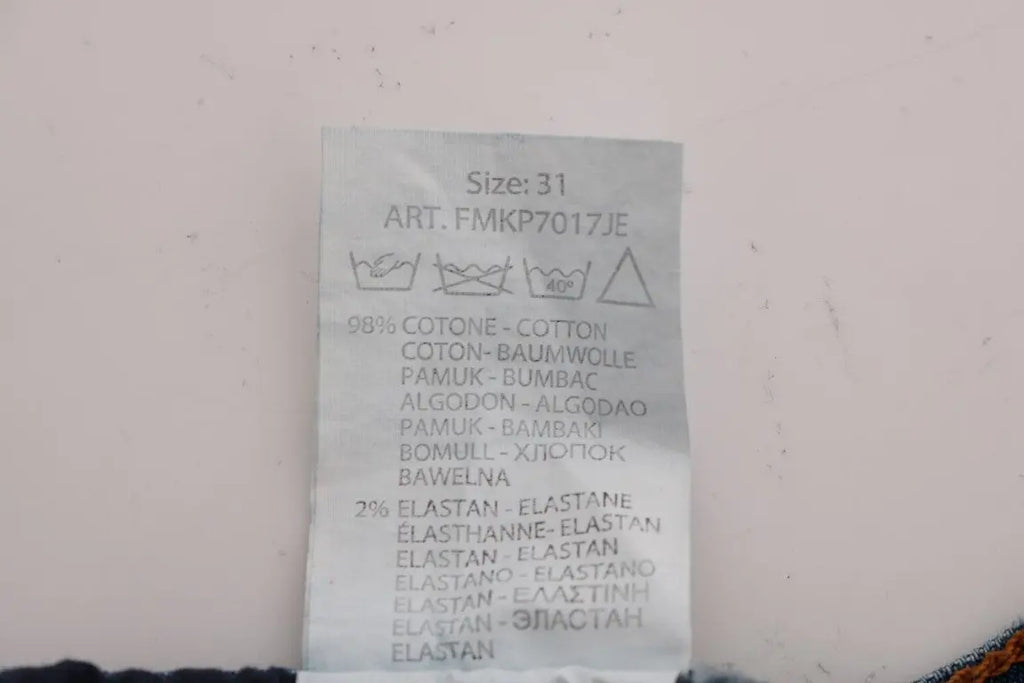 Size: 31
ART. FMKP7017JE
40°
98% COTONE - COTTON
COTON- BAUMWOLLE
PAMUK - BUMBAC
ALGODON - ALGODAO
PAMUK - BAMBAKI
BOMULL - ХЛОПОК
BAWELNA
2% ELASTAN - ELASTANE
ÉLASTHANNE- ELASTAN
ELASTAN - ELASTAN
ELASTANO - ELASTANO
ELASTAN - ΕΛΑΣΤΙΝΗ
ELASTAN - ЭЛАСТАН
ELASTAN